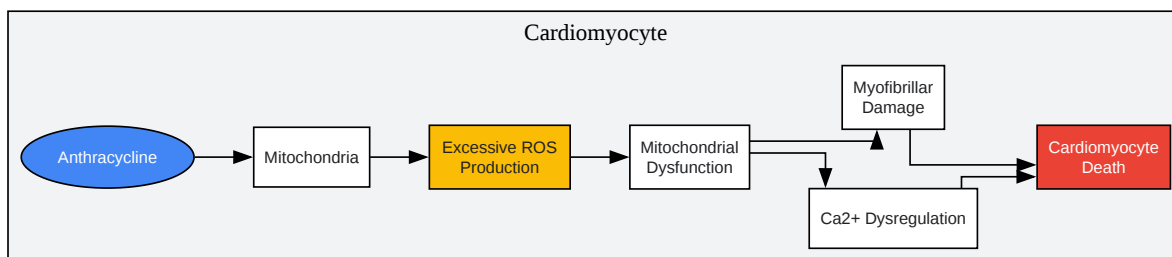 Cardiomyocyte
Anthracycline
Mitochondria
Excessive ROS
Production
Mitochondrial
Dysfunction
Myofibrillar
Damage
Ca2+ Dysregulation
Cardiomyocyte
Death